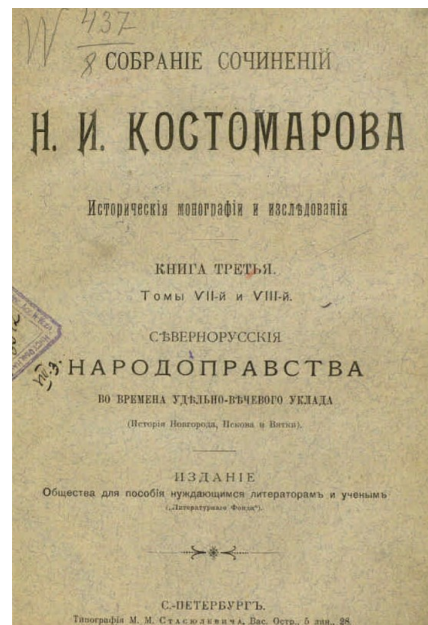 437
8
СОБРАНІЕ СОЧИНЕНІЙ
Н. И. КОСТОМАРОВА
Историческія монографіи и изслѣдованія
КНИГА ТРЕТЬЯ.
Томы VII-й и VIII-й.
СѢВЕРНОРУССКІЯ
НАРОДОПРАВСТВА
ВО ВРЕМЕНА УДѢЛЬНО-ВѢЧЕВОГО УКЛАДА
(Исторія Новгорода, Пскова и Вятки).
ИЗДАНІЕ
Общества для пособія нуждающимся литераторамъ и ученымъ
(„Литературный Фондъ“).
С.-ПЕТЕРБУРГЪ.
Типографія М. М. Стасюлевича, Вас. Остр., 5 лин., 28.